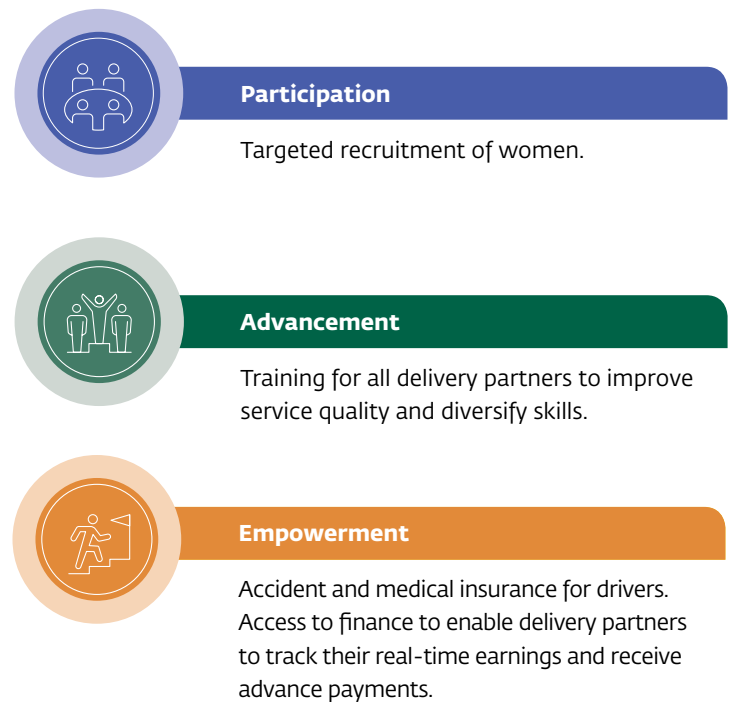 Participation
Targeted recruitment of women.
Advancement
Training for all delivery partners to improve
service quality and diversify skills.
Empowerment
Accident and medical insurance for drivers.
Access to finance to enable delivery partners
to track their real-time earnings and receive
advance payments.